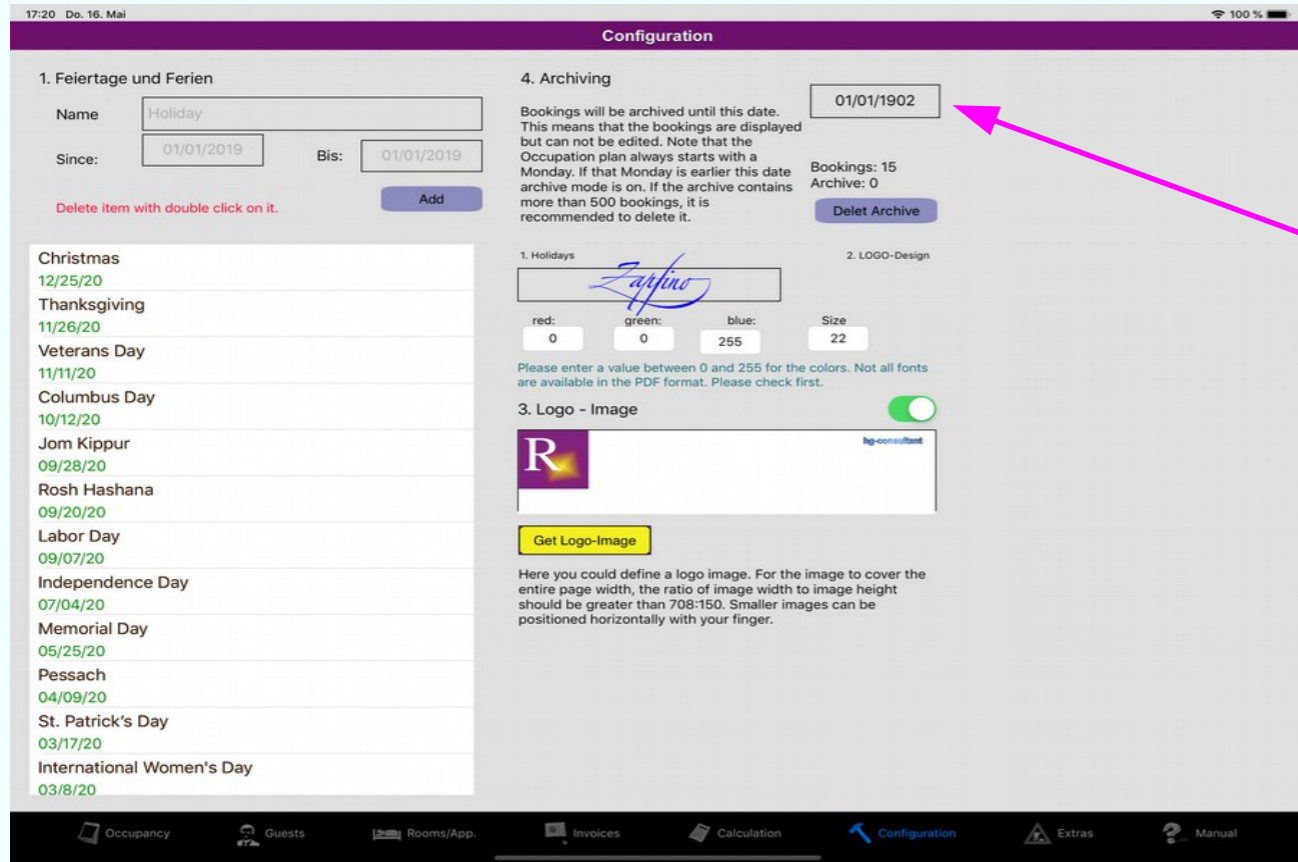 17:20 Do. 16. Mai
100 %
Configuration
1. Feiertage und Ferien
Name
Holiday
Since:
01/01/2019
Bis:
01/01/2019
Delete item with double click on it.
Add
Christmas
12/25/20
Thanksgiving
11/26/20
Veterans Day
11/11/20
Columbus Day
10/12/20
Jom Kippur
09/28/20
Rosh Hashana
09/20/20
Labor Day
09/07/20
Independence Day
07/04/20
Memorial Day
05/25/20
Pessach
04/09/20
St. Patrick's Day
03/17/20
International Women's Day
03/8/20
4. Archiving
01/01/1902
Bookings will be archived until this date.
This means that the bookings are displayed
but can not be edited. Note that the
Occupation plan always starts with a
Monday. If that Monday is earlier this date
archive mode is on. If the archive contains
more than 500 bookings, it is
recommended to delete it.
Bookings: 15
Archive: 0
Delet Archive
1. Holidays
2. LOGO-Design
Zapfino
red:
green:
blue:
Size
0
0
255
22
Please enter a value between 0 and 255 for the colors. Not all fonts
are available in the PDF format. Please check first.
3. Logo - Image
R
hg-consultant
Get Logo-Image
Here you could define a logo image. For the image to cover the
entire page width, the ratio of image width to image height
should be greater than 708:150. Smaller images can be
positioned horizontally with your finger.
Occupancy
Guests
Rooms/App.
Invoices
Calculation
Configuration
Extras
Manual